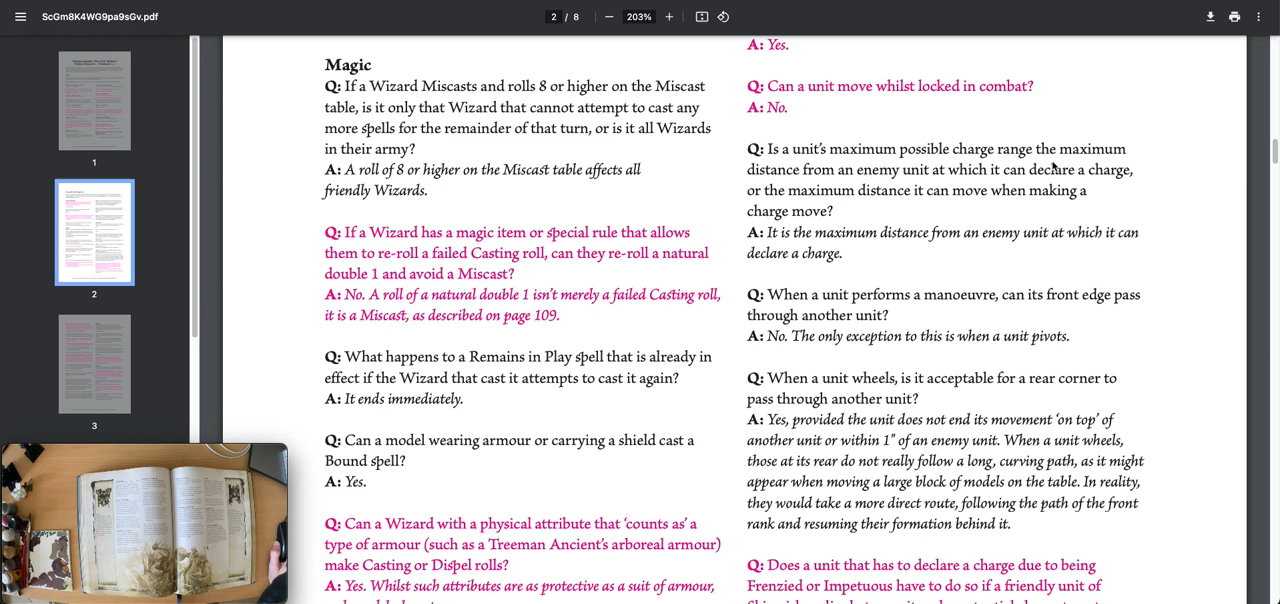 ScGm8K4WG9pa9sGv.pdf
2 / 8
203%
1
2
3
Magic
Q: If a Wizard Miscasts and rolls 8 or higher on the Miscast
table, is it only that Wizard that cannot attempt to cast any
more spells for the remainder of that turn, or is it all Wizards
in their army?
A: A roll of 8 or higher on the Miscast table affects all
friendly Wizards.
Q: If a Wizard has a magic item or special rule that allows
them to re-roll a failed Casting roll, can they re-roll a natural
double 1 and avoid a Miscast?
A: No. A roll of a natural double 1 isn't merely a failed Casting roll,
it is a Miscast, as described on page 109.
Q: What happens to a Remains in Play spell that is already in
effect if the Wizard that cast it attempts to cast it again?
A: It ends immediately.
Q: Can a model wearing armour or carrying a shield cast a
Bound spell?
A: Yes.
Q: Can a Wizard with a physical attribute that 'counts as' a
type of armour (such as a Treeman Ancient's arboreal armour)
make Casting or Dispel rolls?
A: Yes. Whilst such attributes are as protective as a suit of armour,
A: Yes.
Q: Can a unit move whilst locked in combat?
A: No.
Q: Is a unit's maximum possible charge range the maximum
distance from an enemy unit at which it can declare a charge,
or the maximum distance it can move when making a
charge move?
A: It is the maximum distance from an enemy unit at which it can
declare a charge.
Q: When a unit performs a manoeuvre, can its front edge pass
through another unit?
A: No. The only exception to this is when a unit pivots.
Q: When a unit wheels, is it acceptable for a rear corner to
pass through another unit?
A: Yes, provided the unit does not end its movement 'on top' of
another unit or within 1" of an enemy unit. When a unit wheels,
those at its rear do not really follow a long, curving path, as it might
appear when moving a large block of models on the table. In reality,
they would take a more direct route, following the path of the front
rank and resuming their formation behind it.
Q: Does a unit that has to declare a charge due to being
Frenzied or Impetuous have to do so if a friendly unit of